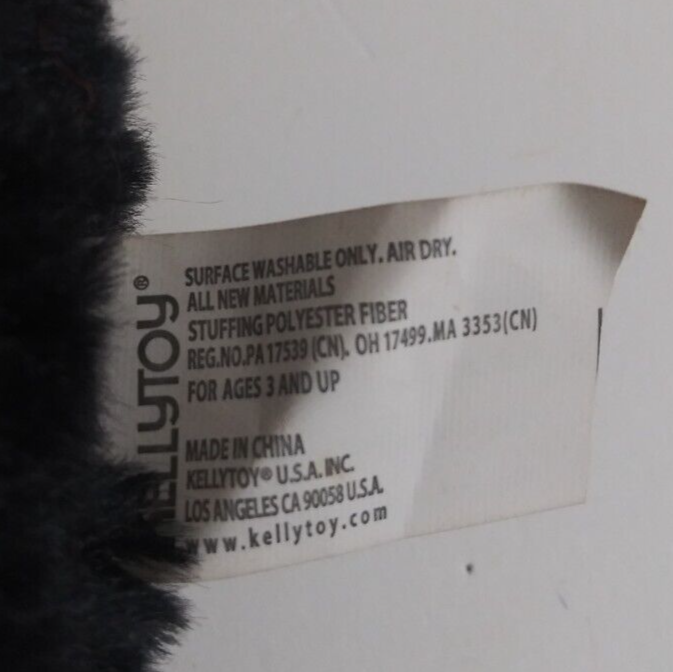 KELLYTOY®
SURFACE WASHABLE ONLY. AIR DRY.
ALL NEW MATERIALS
STUFFING POLYESTER FIBER
REG.NO.PA 17539 (CN). OH 17499.MA 3353(CN)
FOR AGES 3 AND UP
MADE IN CHINA
KELLYTOY® U.S.A. INC.
LOS ANGELES CA 90058 U.S.A.
www.kellytoy.com